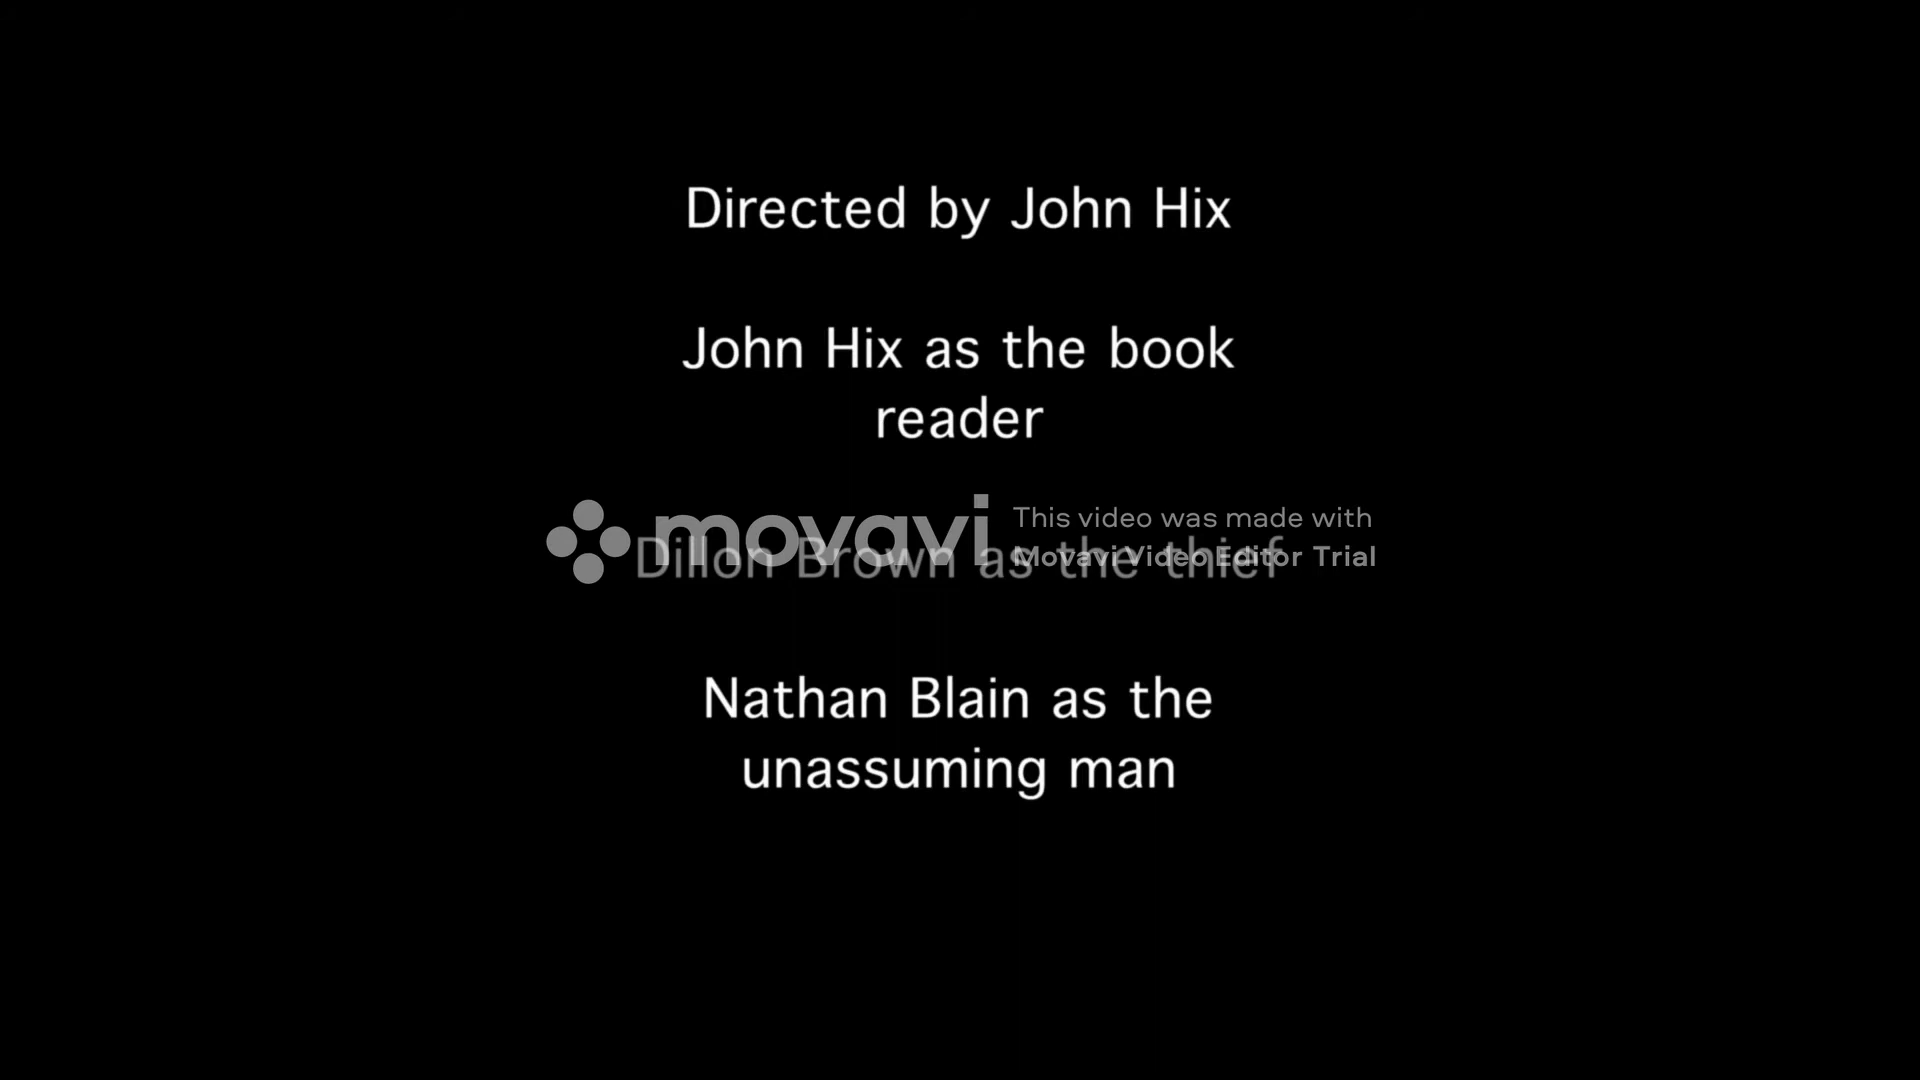 Directed by John Hix
John Hix as the book
reader
movavi
This video was made with
Movavi Video Editor Trial
Dillon Brown as the thief
Nathan Blain as the
unassuming man